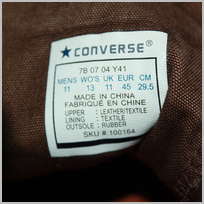 ★ CONVERSE®
7B 07 04 Y41
MENS WO'S UK EUR CM
11 13 11 45 29.5
MADE IN CHINA
FABRIQUÉ EN CHINE
UPPER : LEATHER/TEXTILE
LINING : TEXTILE
OUTSOLE : RUBBER
SKU # : 100164